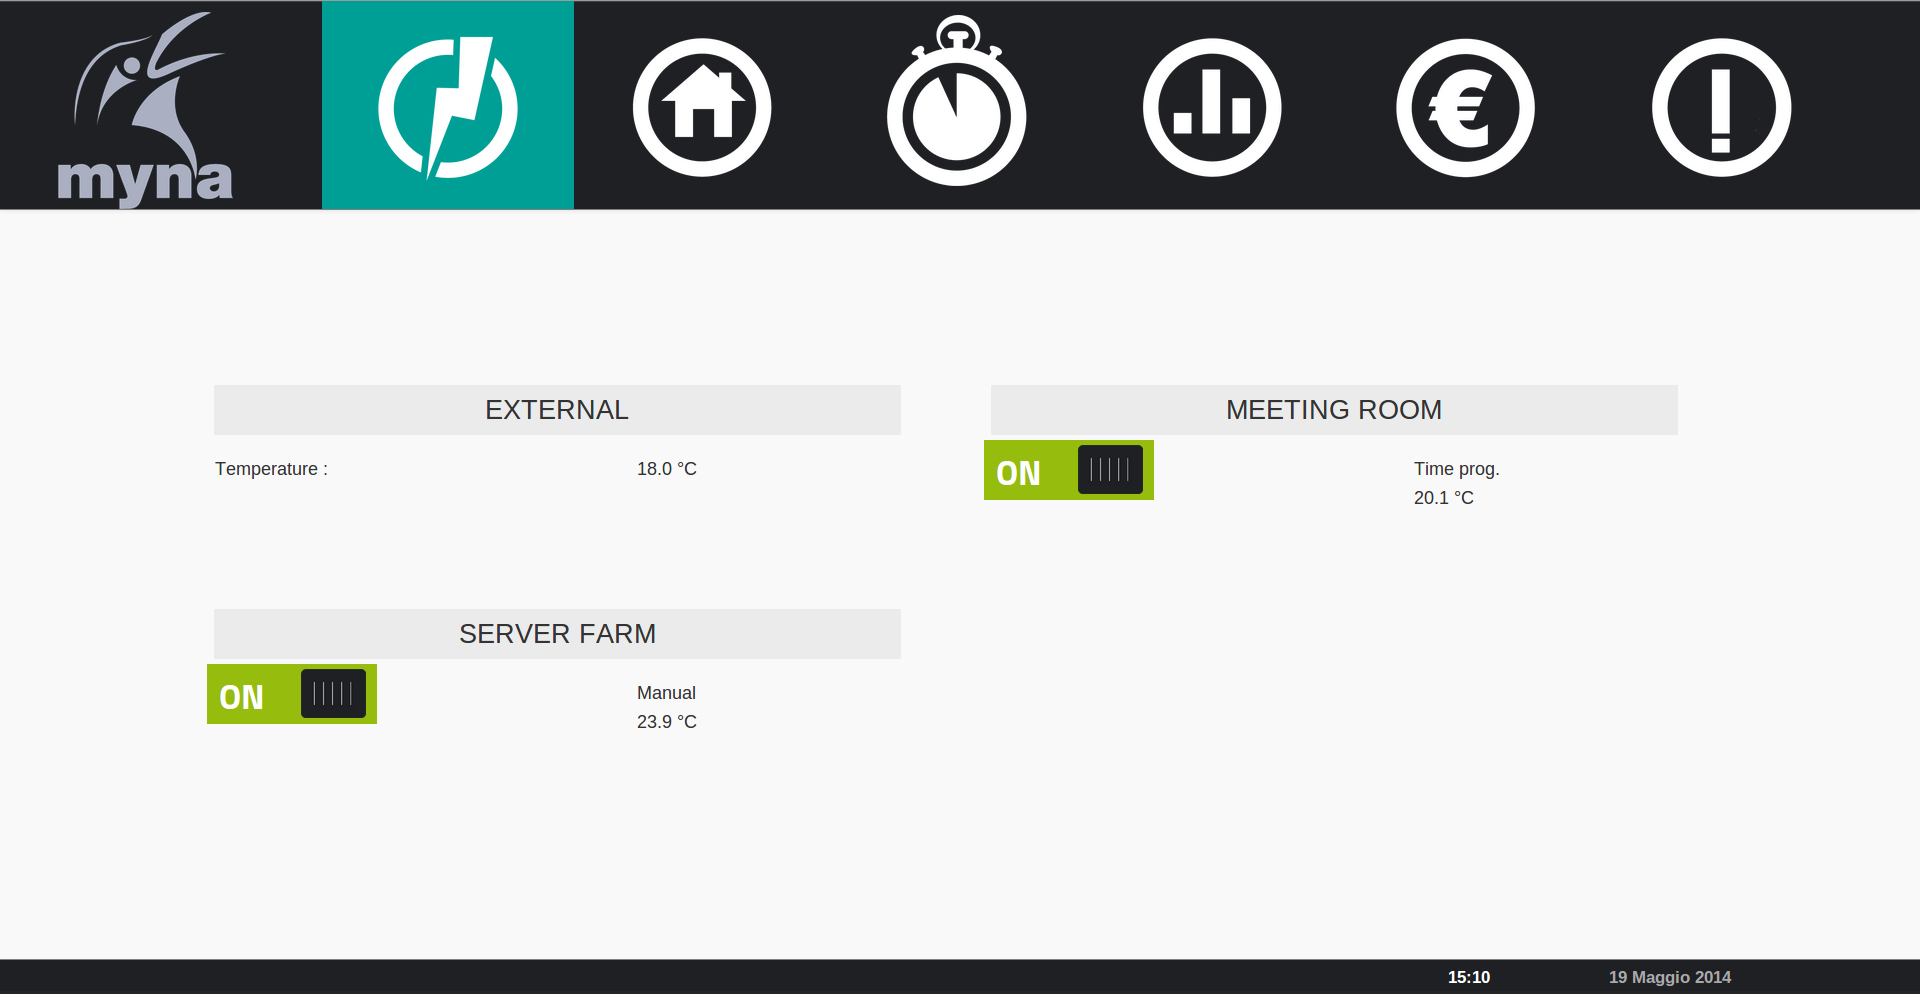 myna
EXTERNAL
Temperature :
18.0 °C
MEETING ROOM
ON
Time prog.
20.1 °C
SERVER FARM
ON
Manual
23.9 °C
15:10
19 Maggio 2014